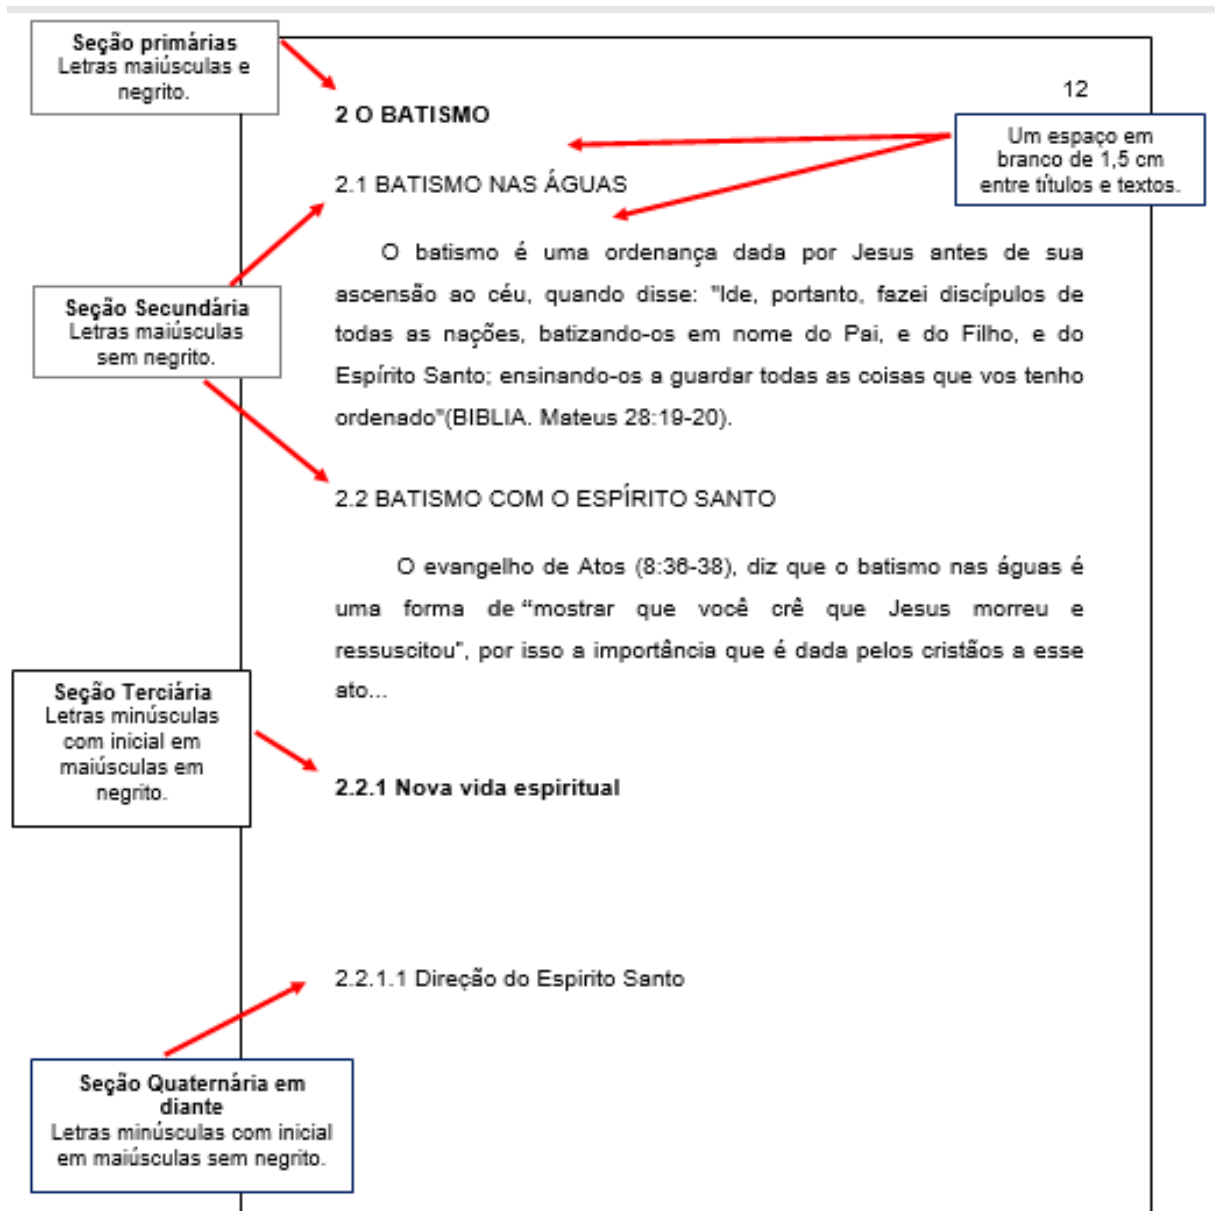 Seção primárias
Letras maiúsculas e
negrito.
12
2 O BATISMO
Um espaço em
branco de 1,5 cm
entre títulos e textos.
2.1 BATISMO NAS ÁGUAS
O batismo é uma ordenança dada por Jesus antes de sua
ascensão ao céu, quando disse: "Ide, portanto, fazei discípulos de
todas as nações, batizando-os em nome do Pai, e do Filho, e do
Espírito Santo; ensinando-os a guardar todas as coisas que vos tenho
ordenado"(BIBLIA. Mateus 28:19-20).
Seção Secundária
Letras maiúsculas
sem negrito.
2.2 BATISMO COM O ESPÍRITO SANTO
O evangelho de Atos (8:36-38), diz que o batismo nas águas é
uma forma de “mostrar que você crê que Jesus morreu e
ressuscitou”, por isso a importância que é dada pelos cristãos a esse
ato...
Seção Terciária
Letras minúsculas
com inicial em
maiúsculas em
negrito.
2.2.1 Nova vida espiritual
2.2.1.1 Direção do Espirito Santo
Seção Quaternária em
diante
Letras minúsculas com inicial
em maiúsculas sem negrito.